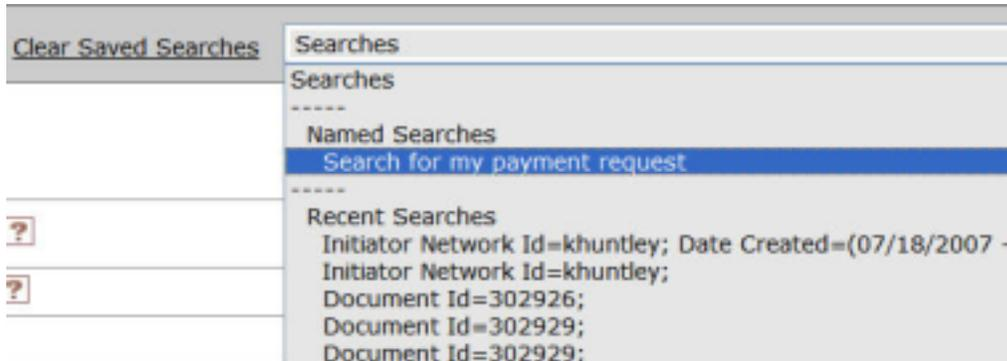 Clear Saved Searches
Searches
Searches
-----
Named Searches
Search for my payment request
-----
Recent Searches
?
Initiator Network Id=khuntley; Date Created=(07/18/2007 -
Initiator Network Id=khuntley;
?
Document Id=302926;
Document Id=302929;
Document Id=302929;